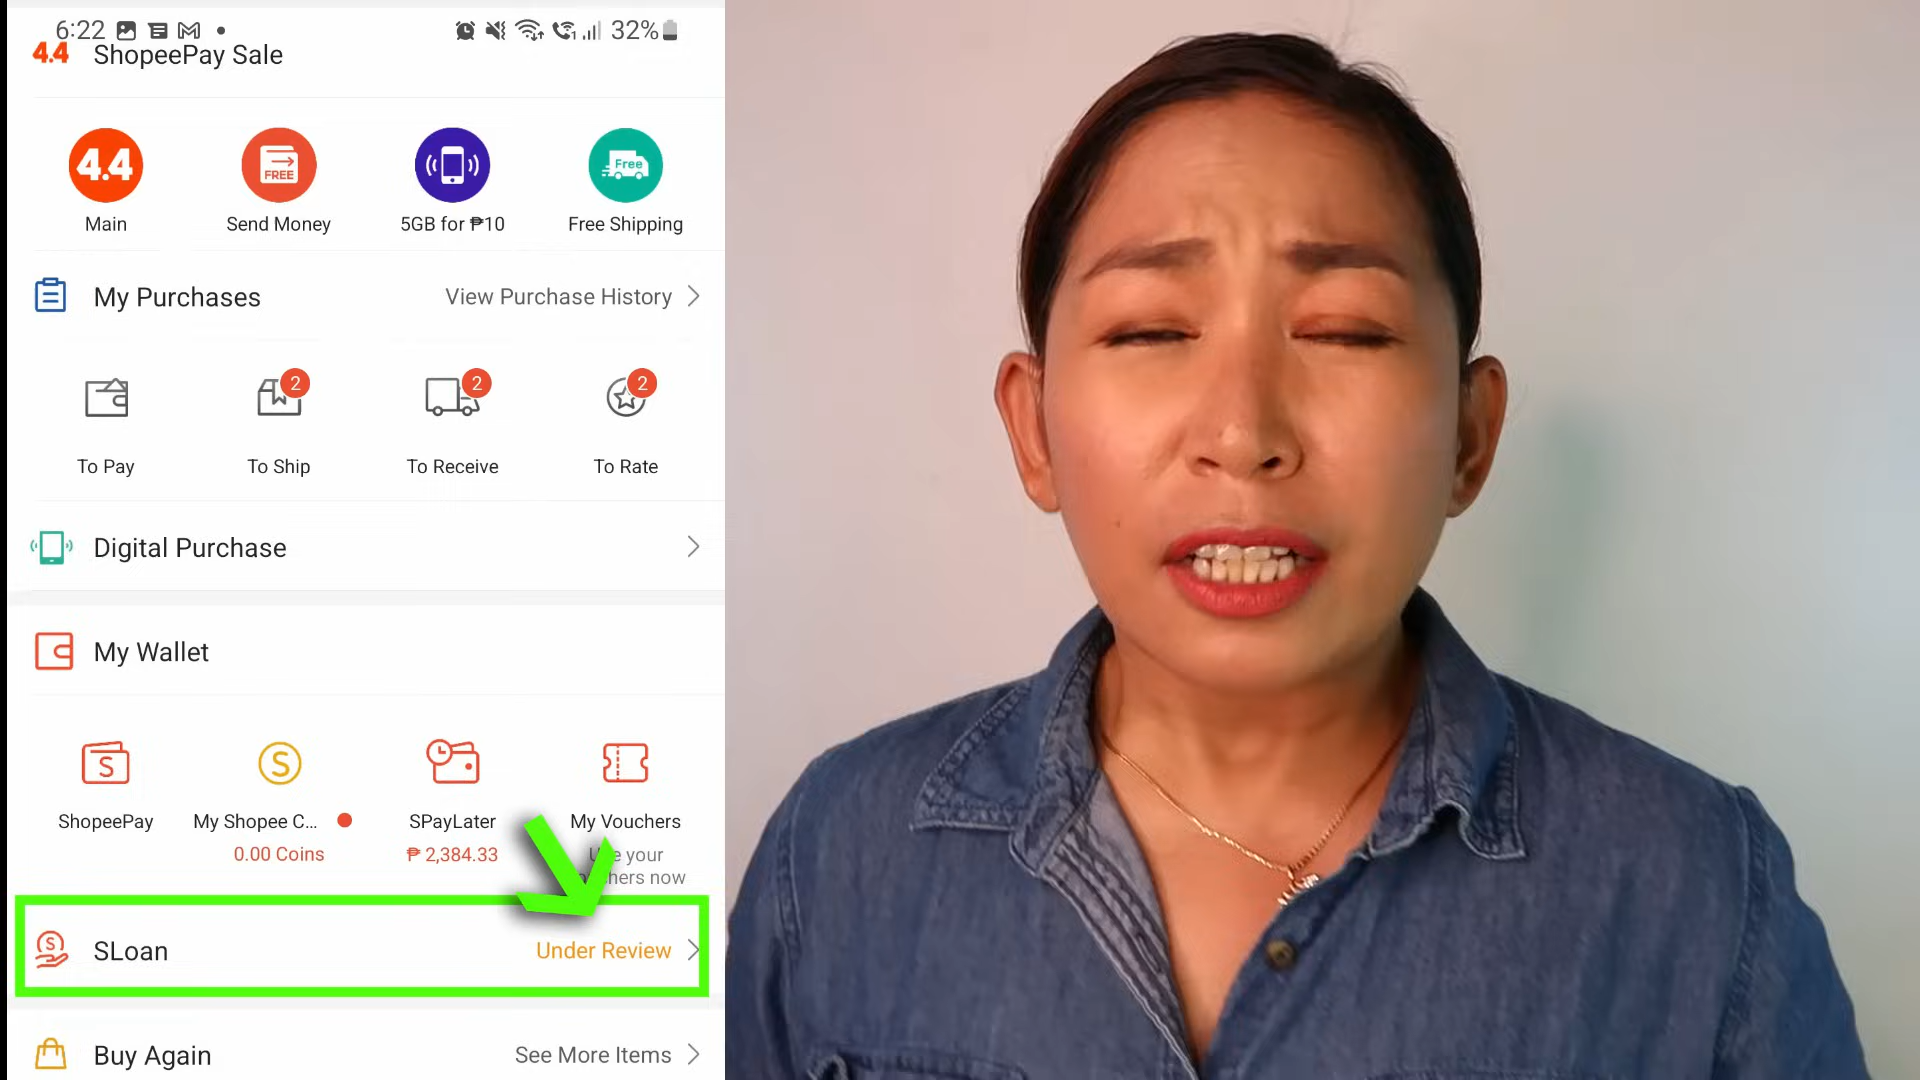 6:22 32%
4.4 ShopeePay Sale
4.4 FREE Free
Main Send Money 5GB for ₱10 Free Shipping
My Purchases View Purchase History
2 2 2
To Pay To Ship To Receive To Rate
Digital Purchase
My Wallet
S S
ShopeePay My Shopee C... SPayLater My Vouchers
0.00 Coins ₱ 2,384.33 your
now
S SLoan Under Review
Buy Again See More Items